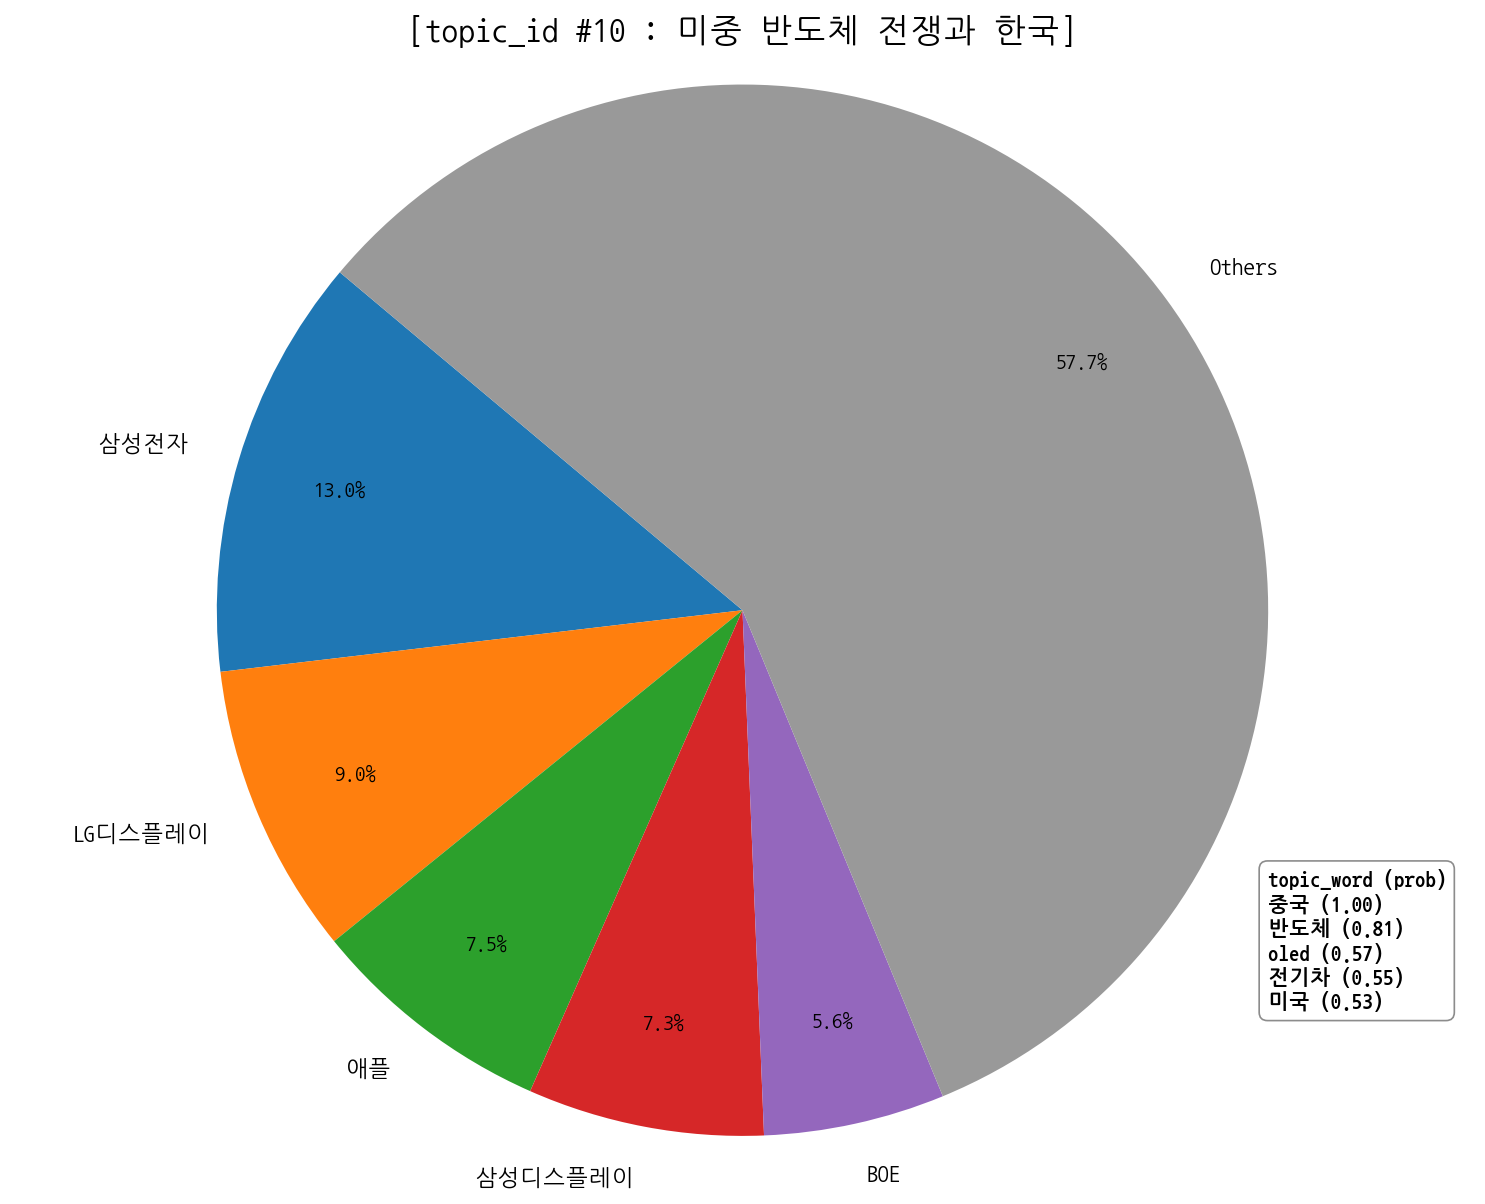 [topic_id #10 : 미중 반도체 전쟁과 한국]
Others
57.7%
삼성전자
13.0%
LG디스플레이
9.0%
애플
7.5%
삼성디스플레이
7.3%
BOE
5.6%
topic_word (prob)
중국 (1.00)
반도체 (0.81)
oled (0.57)
전기차 (0.55)
미국 (0.53)